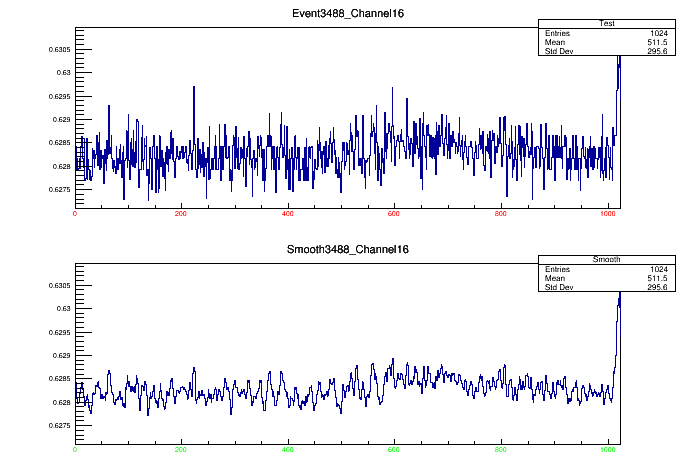 Event3488_Channel16
Test
Entries 1024
Mean 511.5
Std Dev 295.6
0.6305
0.63
0.6295
0.629
0.6285
0.628
0.6275
0 200 400 600 800 1000
Smooth3488_Channel16
Smooth
Entries 1024
Mean 511.5
Std Dev 295.6
0.6305
0.63
0.6295
0.629
0.6285
0.628
0.6275
0 200 400 600 800 1000